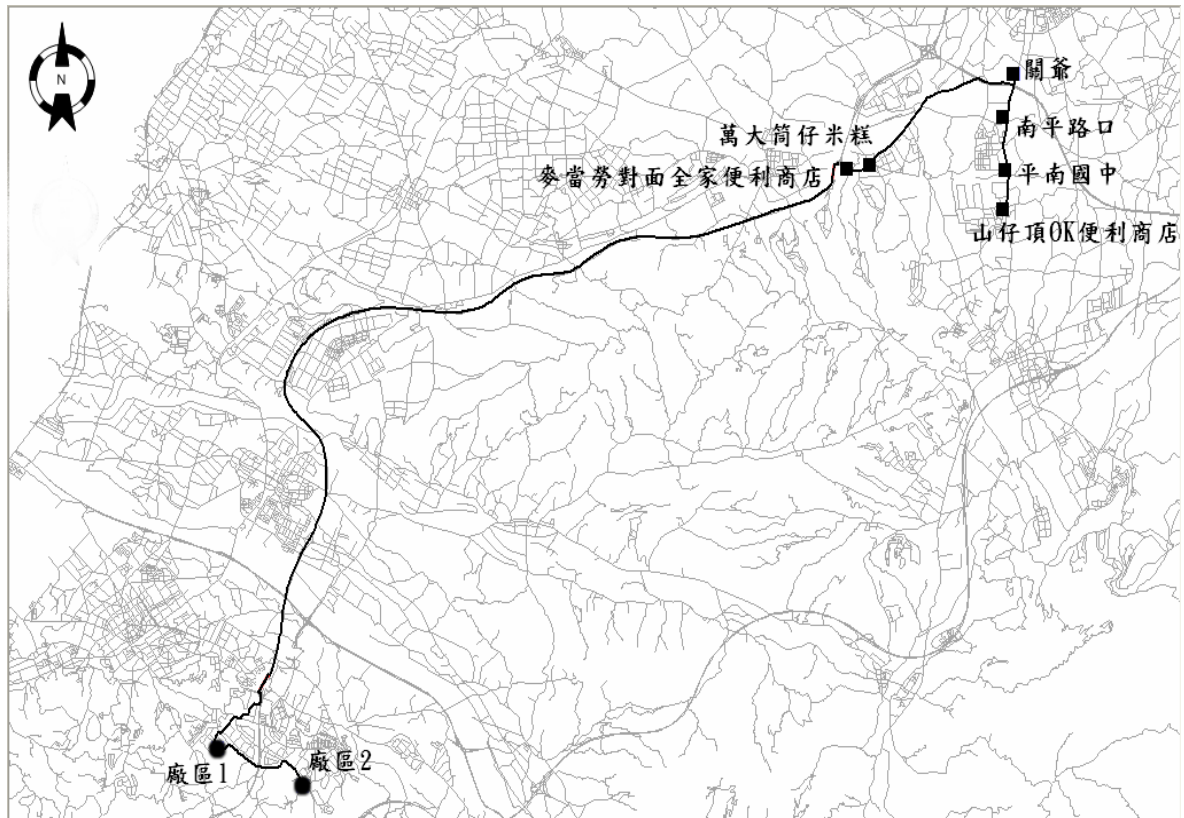 N
關爺
南平路口
萬大筒仔米糕
麥當勞對面全家便利商店
平南國中
山仔頂OK便利商店
廠區1
廠區2